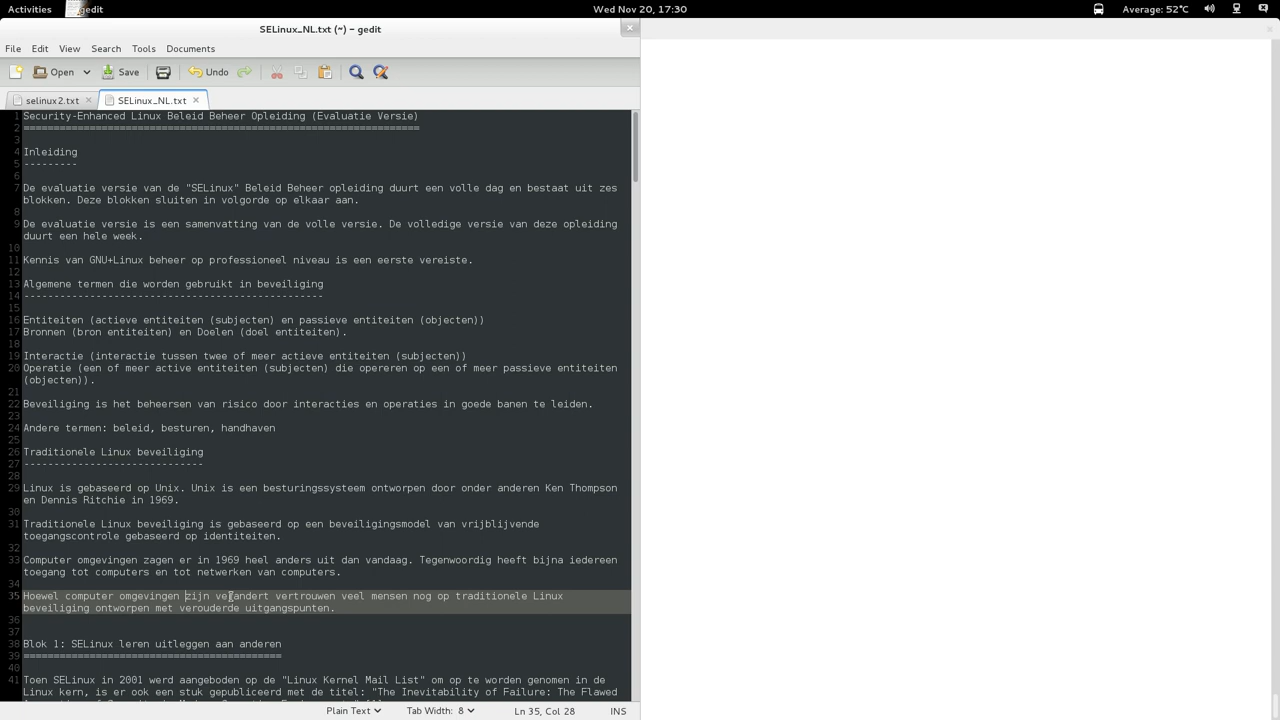 Activities gedit Wed Nov 20, 17:30 Average: 52°C
SELinux_NL.txt (~) - gedit
File Edit View Search Tools Documents
Open Save Undo
selinux2.txt SELinux_NL.txt
1 Security-Enhanced Linux Beleid Beheer Opleiding (Evaluatie Versie)
2 ==================================================================
3
4 Inleiding
5 ---------
6
7 De evaluatie versie van de "SELinux" Beleid Beheer opleiding duurt een volle dag en bestaat uit zes
blokken. Deze blokken sluiten in volgorde op elkaar aan.
8
9 De evaluatie versie is een samenvatting van de volle versie. De volledige versie van deze opleiding
duurt een hele week.
10
11 Kennis van GNU+Linux beheer op professioneel niveau is een eerste vereiste.
12
13 Algemene termen die worden gebruikt in beveiliging
14 --------------------------------------------------
15
16 Entiteiten (actieve entiteiten (subjecten) en passieve entiteiten (objecten))
17 Bronnen (bron entiteiten) en Doelen (doel entiteiten).
18
19 Interactie (interactie tussen twee of meer actieve entiteiten (subjecten))
20 Operatie (een of meer active entiteiten (subjecten) die opereren op een of meer passieve entiteiten
(objecten)).
21
22 Beveiliging is het beheersen van risico door interacties en operaties in goede banen te leiden.
23
24 Andere termen: beleid, besturen, handhaven
25
26 Traditionele Linux beveiliging
27 ------------------------------
28
29 Linux is gebaseerd op Unix. Unix is een besturingssysteem ontworpen door onder anderen Ken Thompson
en Dennis Ritchie in 1969.
30
31 Traditionele Linux beveiliging is gebaseerd op een beveiligingsmodel van vrijblijvende
toegangscontrole gebaseerd op identiteiten.
32
33 Computer omgevingen zagen er in 1969 heel anders uit dan vandaag. Tegenwoordig heeft bijna iedereen
toegang tot computers en tot netwerken van computers.
34
35 Hoewel computer omgevingen zijn verandert vertrouwen veel mensen nog op traditionele Linux
beveiliging ontworpen met verouderde uitgangspunten.
36
37
38 Blok 1: SELinux leren uitleggen aan anderen
39 ===========================================
40
41 Toen SELinux in 2001 werd aangeboden op de "Linux Kernel Mail List" om op te worden genomen in de
Linux kern, is er ook een stuk gepubliceerd met de titel: "The Inevitability of Failure: The Flawed
Plain Text Tab Width: 8 Ln 35, Col 28 INS